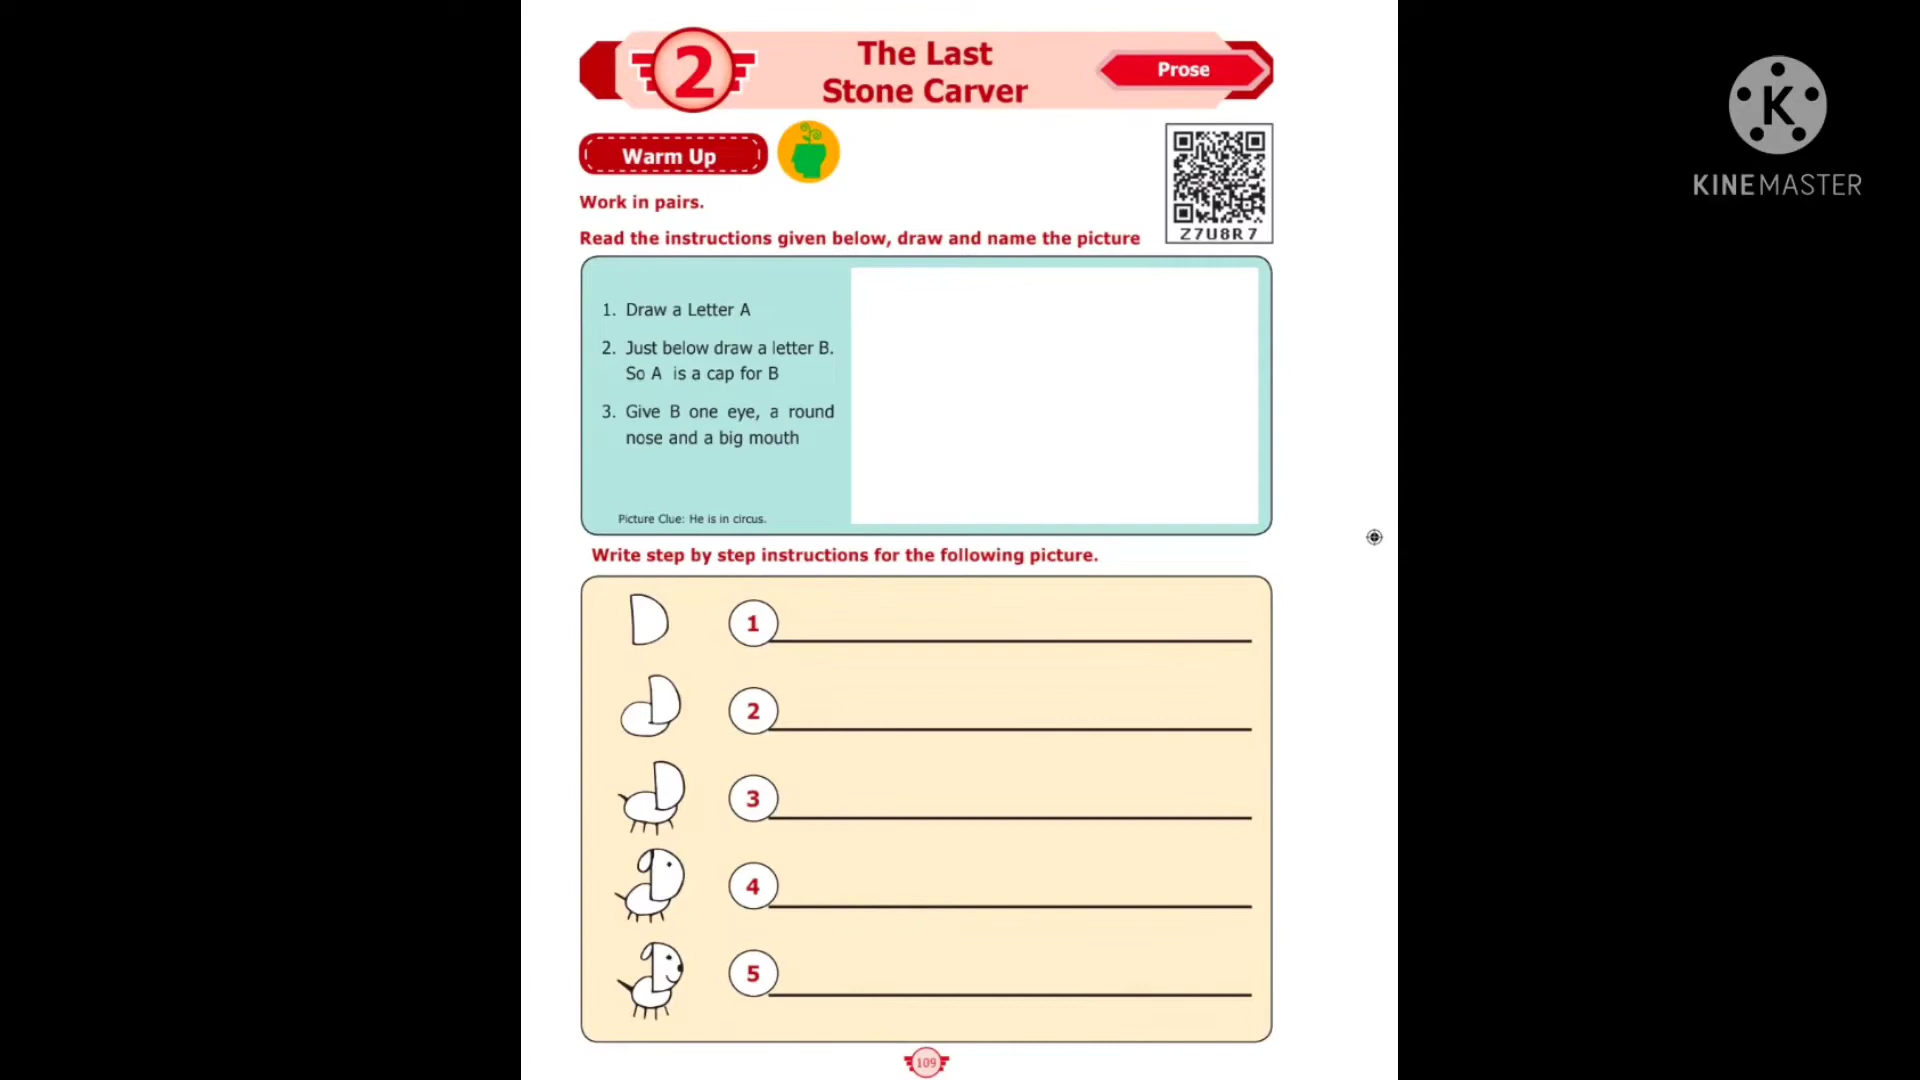 2
The Last
Stone Carver
Prose
K
KINEMASTER
Warm Up
Work in pairs.
Z7U8R7
Read the instructions given below, draw and name the picture
1. Draw a Letter A
2. Just below draw a letter B.
So A is a cap for B
3. Give B one eye, a round
nose and a big mouth
Picture Clue: He is in circus.
Write step by step instructions for the following picture.
1
2
3
4
5
109